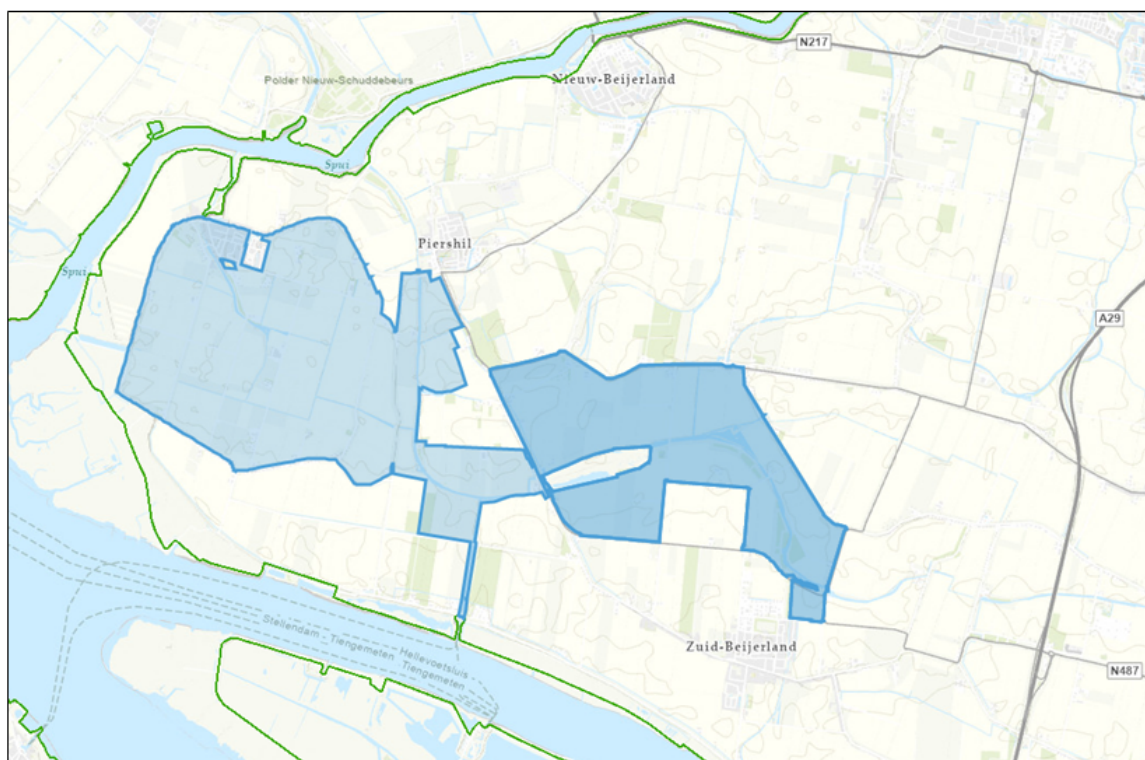 N217
Nieuw-Beijerland
Polder Nieuw-Schuddebeurs
Spui
Piershil
Spui
A29
Zuid-Beijerland
N487
Stellendam - Tiengemeten
Hellevoetsluis
Tiengemeten